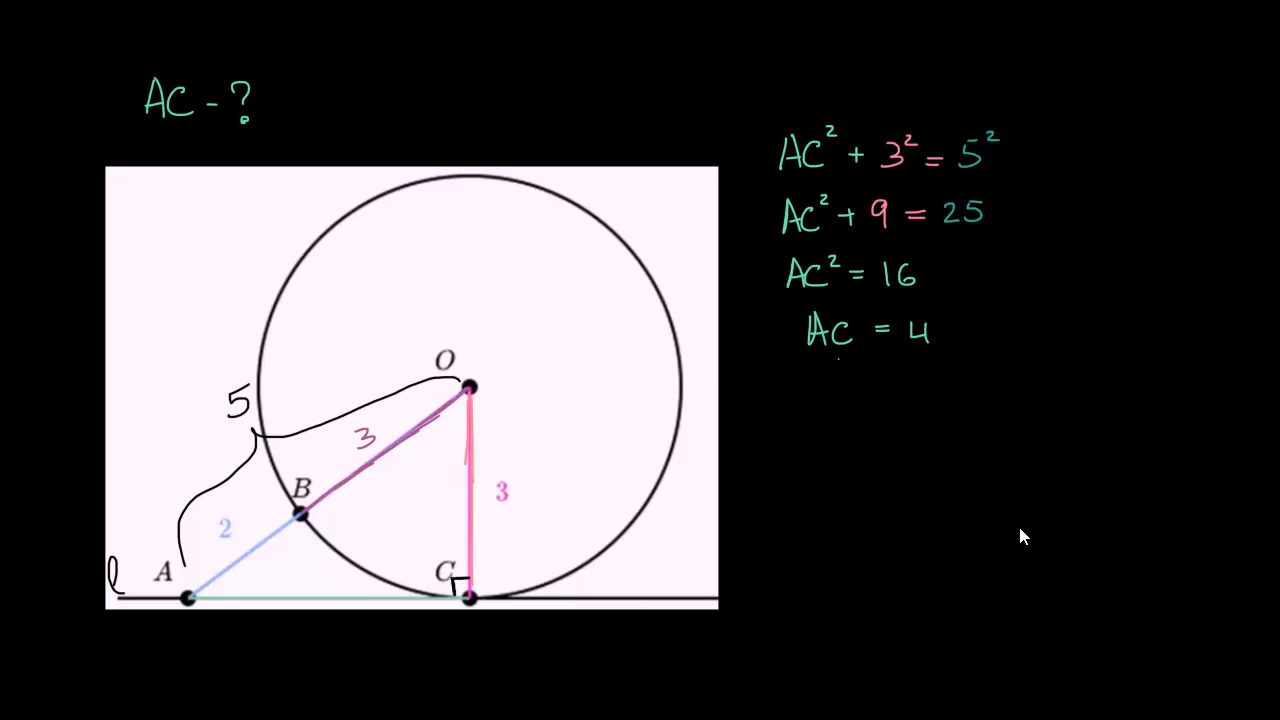 AC - ?
AC² + 3² = 5²
AC² + 9 = 25
AC² = 16
AC = 4
O
5
3
B
3
2
l
A
C